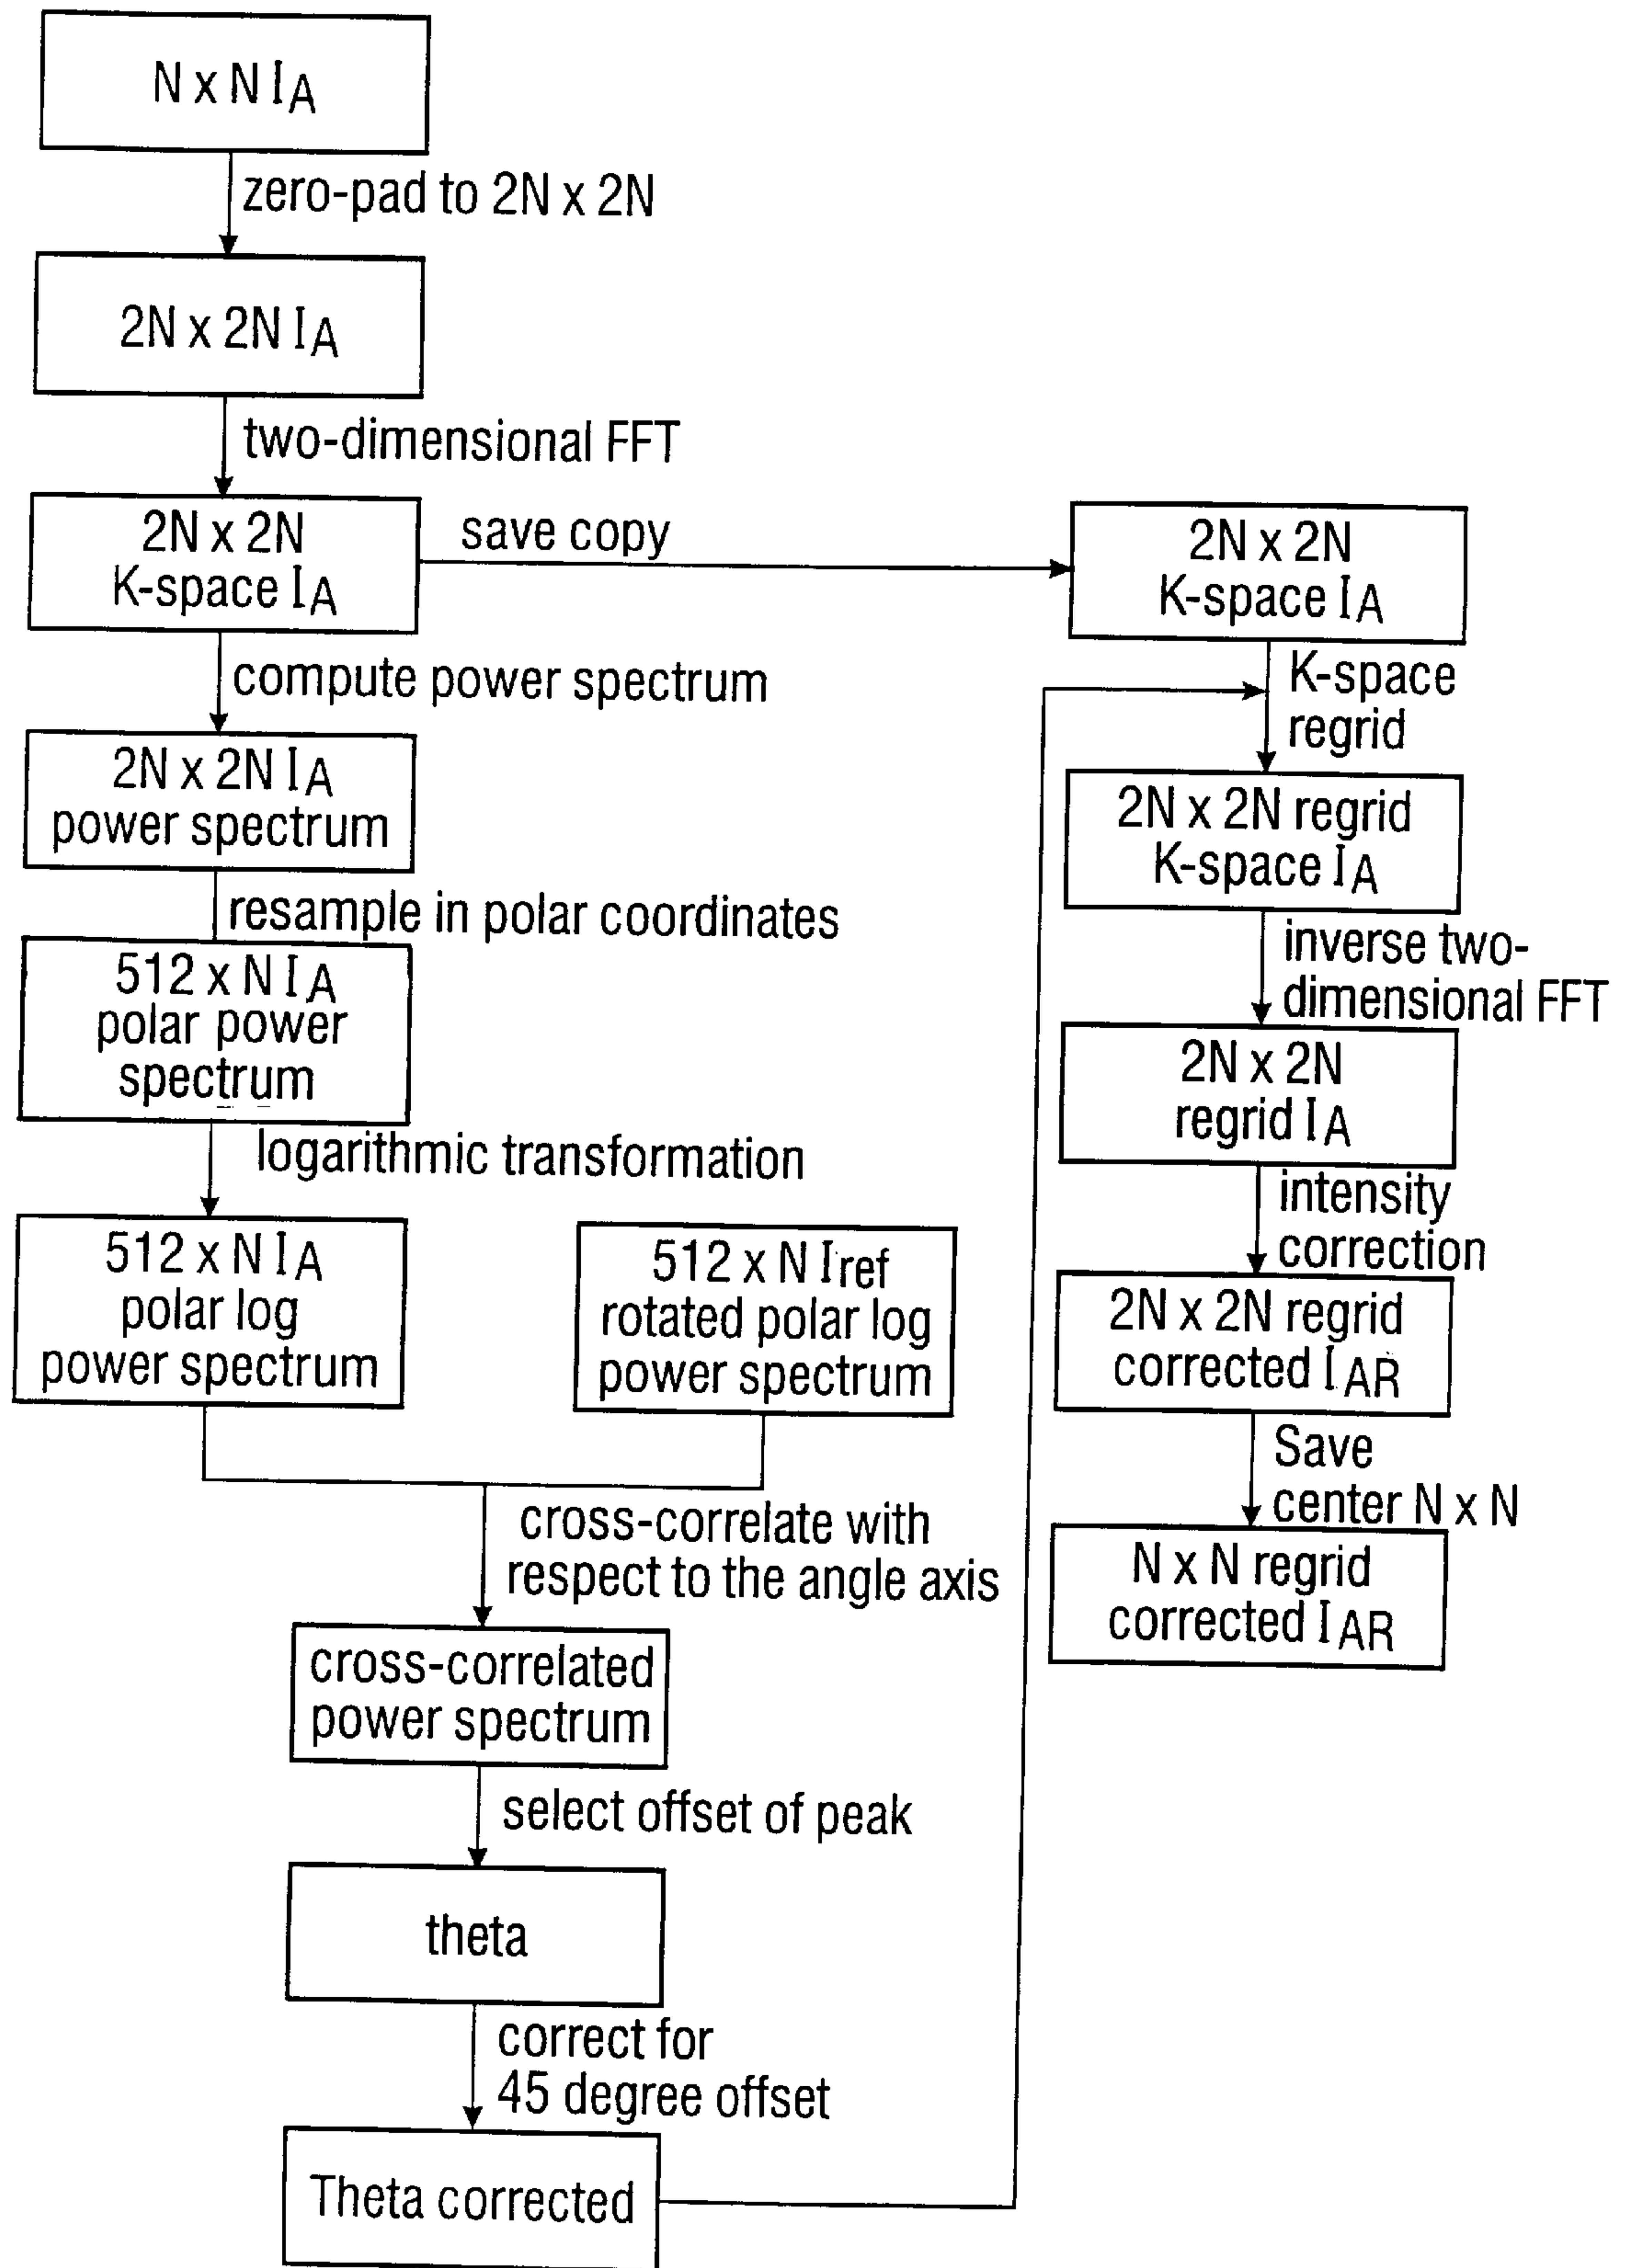 N x N IA
zero-pad to 2N x 2N
2N x 2N IA
two-dimensional FFT
2N x 2N
K-space IA
save copy
compute power spectrum
2N x 2N IA
power spectrum
resample in polar coordinates
512 x N IA
polar power
spectrum
logarithmic transformation
512 x N IA
polar log
power spectrum
512 x N Iref
rotated polar log
power spectrum
cross-correlate with
respect to the angle axis
cross-correlated
power spectrum
select offset of peak
theta
correct for
45 degree offset
Theta corrected
2N x 2N
K-space IA
K-space
regrid
2N x 2N regrid
K-space IA
inverse two-
dimensional FFT
2N x 2N
regrid IA
intensity
correction
2N x 2N regrid
corrected IAR
Save
center N x N
N x N regrid
corrected IAR